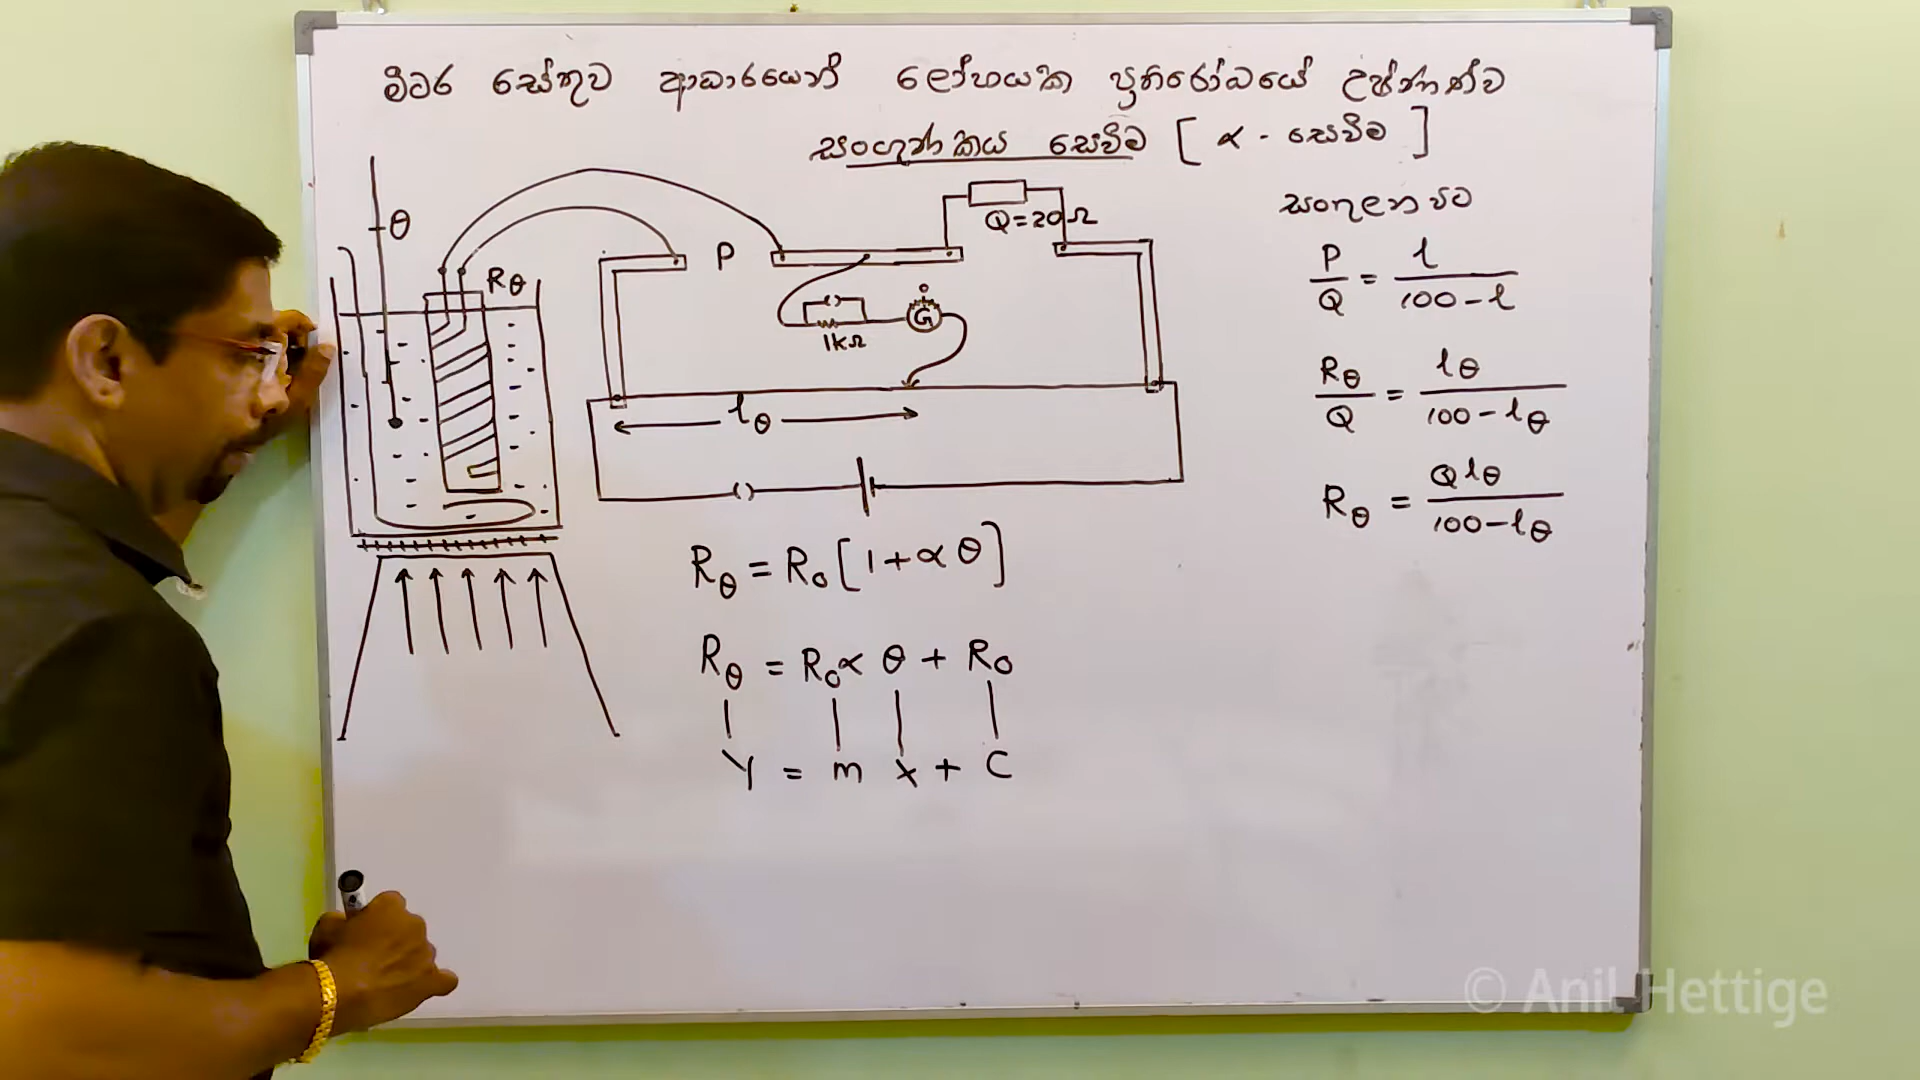 මීටර සේතුව ආධාරයෙන් ලෝහයක ප්‍රතිරෝධයේ උෂ්ණත්ව
සංගුණකය සෙවීම [ α - සෙවීම ]
θ
Rθ
P
Q=20Ω
1kΩ
G
lθ
Rθ = R₀[1+αθ]
Rθ = R₀α θ + R₀
Y = m x + C
සංතුලන විට
P/Q = l/(100-l)
Rθ/Q = lθ/(100-lθ)
Rθ = Qlθ/(100-lθ)
© Anil Hettige